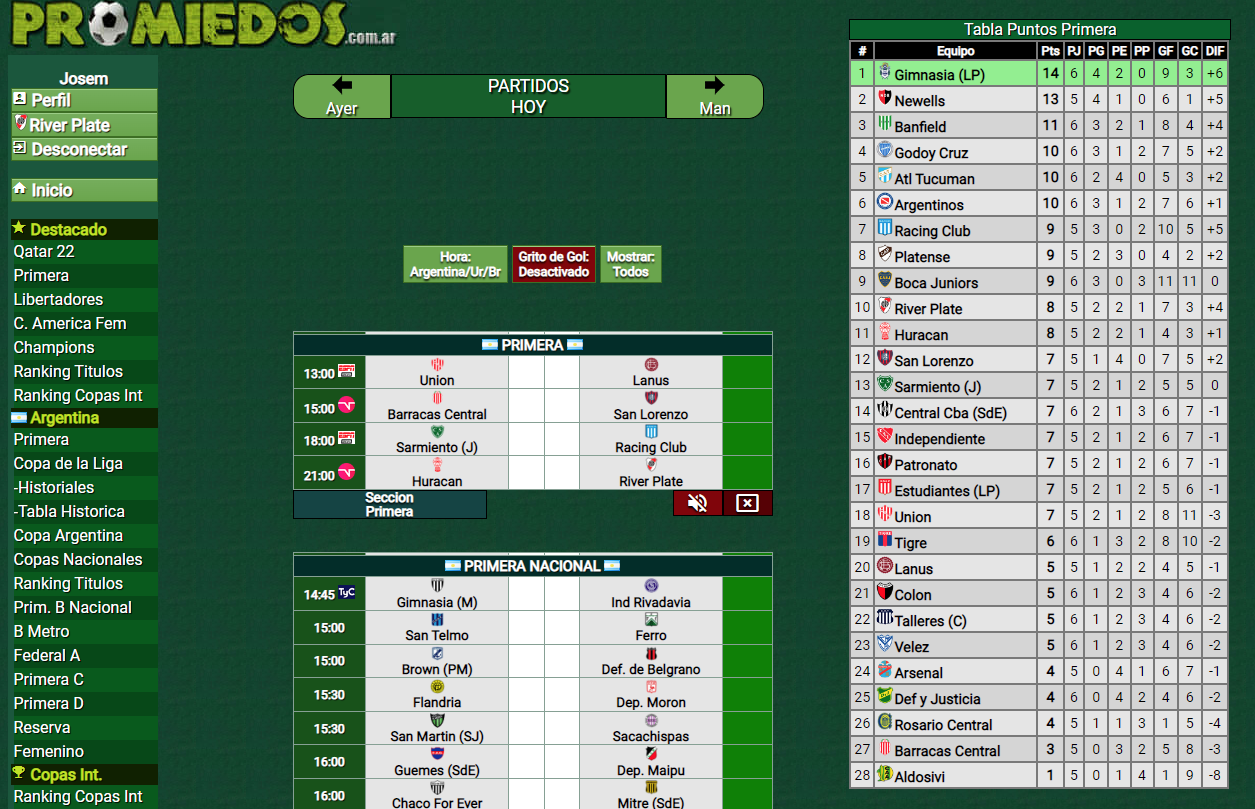 PROMIEDOS.com.ar
Josem
Perfil
River Plate
Desconectar
Inicio
Destacado
Qatar 22
Primera
Libertadores
C. America Fem
Champions
Ranking Titulos
Ranking Copas Int
Argentina
Primera
Copa de la Liga
-Historiales
-Tabla Historica
Copa Argentina
Copas Nacionales
Ranking Titulos
Prim. B Nacional
B Metro
Federal A
Primera C
Primera D
Reserva
Femenino
Copas Int.
Ranking Copas Int
Ayer
PARTIDOS
HOY
Man
Hora:
Argentina/Ur/Br
Grito de Gol:
Desactivado
Mostrar:
Todos
PRIMERA
13:00 Union Lanus
15:00 Barracas Central San Lorenzo
18:00 Sarmiento (J) Racing Club
21:00 Huracan River Plate
Seccion
Primera
PRIMERA NACIONAL
14:45 TyC Gimnasia (M) Ind Rivadavia
15:00 San Telmo Ferro
15:00 Brown (PM) Def. de Belgrano
15:30 Flandria Dep. Moron
15:30 San Martin (SJ) Sacachispas
16:00 Guemes (SdE) Dep. Maipu
16:00 Chaco For Ever Mitre (SdE)
Tabla Puntos Primera
# Equipo Pts PJ PG PE PP GF GC DIF
1 Gimnasia (LP) 14 6 4 2 0 9 3 +6
2 Newells 13 5 4 1 0 6 1 +5
3 Banfield 11 6 3 2 1 8 4 +4
4 Godoy Cruz 10 6 3 1 2 7 5 +2
5 Atl Tucuman 10 6 2 4 0 5 3 +2
6 Argentinos 10 6 3 1 2 7 6 +1
7 Racing Club 9 5 3 0 2 10 5 +5
8 Platense 9 5 2 3 0 4 2 +2
9 Boca Juniors 9 6 3 0 3 11 11 0
10 River Plate 8 5 2 2 1 7 3 +4
11 Huracan 8 5 2 2 1 4 3 +1
12 San Lorenzo 7 5 1 4 0 7 5 +2
13 Sarmiento (J) 7 5 2 1 2 5 5 0
14 Central Cba (SdE) 7 6 2 1 3 6 7 -1
15 Independiente 7 5 2 1 2 6 7 -1
16 Patronato 7 5 2 1 2 6 7 -1
17 Estudiantes (LP) 7 5 2 1 2 5 6 -1
18 Union 7 5 2 1 2 8 11 -3
19 Tigre 6 6 1 3 2 8 10 -2
20 Lanus 5 5 1 2 2 4 5 -1
21 Colon 5 6 1 2 3 4 6 -2
22 Talleres (C) 5 6 1 2 3 4 6 -2
23 Velez 5 6 1 2 3 4 6 -2
24 Arsenal 4 5 0 4 1 6 7 -1
25 Def y Justicia 4 6 0 4 2 4 6 -2
26 Rosario Central 4 5 1 1 3 1 5 -4
27 Barracas Central 3 5 0 3 2 5 8 -3
28 Aldosivi 1 5 0 1 4 1 9 -8